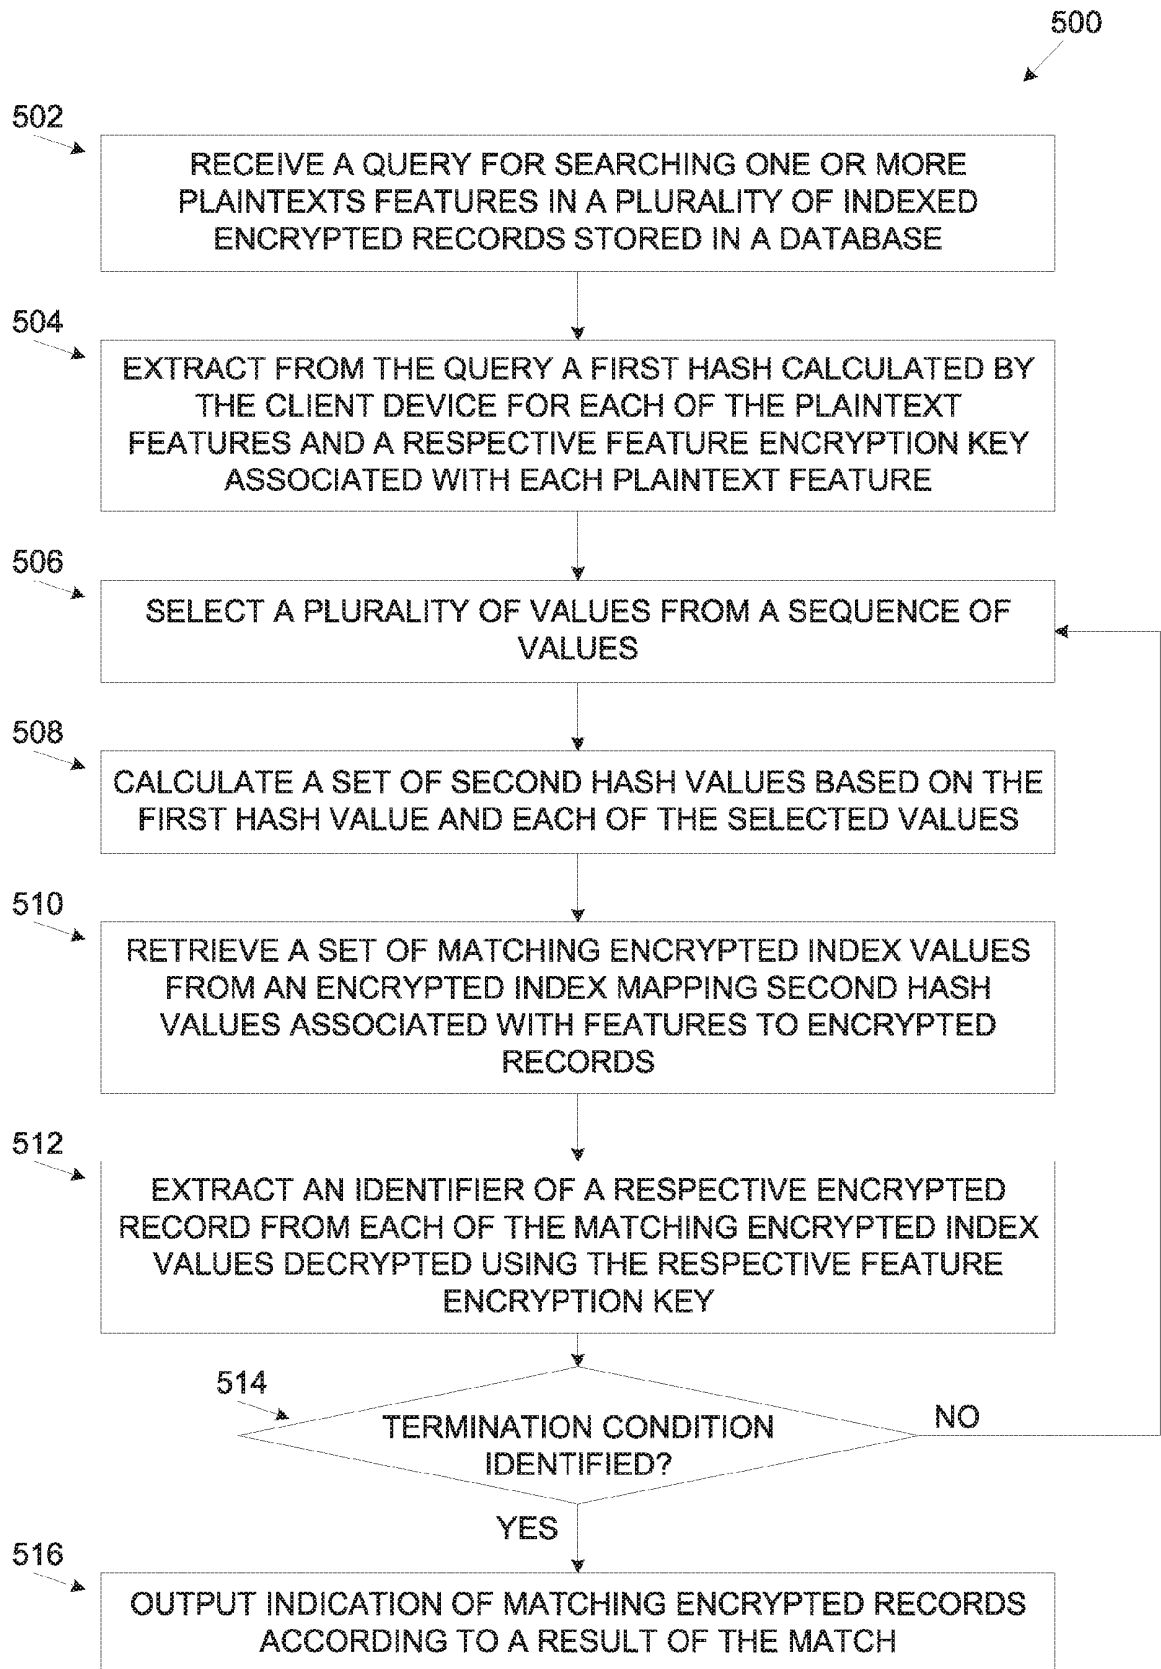 500
502
RECEIVE A QUERY FOR SEARCHING ONE OR MORE
PLAINTEXTS FEATURES IN A PLURALITY OF INDEXED
ENCRYPTED RECORDS STORED IN A DATABASE
504
EXTRACT FROM THE QUERY A FIRST HASH CALCULATED BY
THE CLIENT DEVICE FOR EACH OF THE PLAINTEXT
FEATURES AND A RESPECTIVE FEATURE ENCRYPTION KEY
ASSOCIATED WITH EACH PLAINTEXT FEATURE
506
SELECT A PLURALITY OF VALUES FROM A SEQUENCE OF
VALUES
508
CALCULATE A SET OF SECOND HASH VALUES BASED ON THE
FIRST HASH VALUE AND EACH OF THE SELECTED VALUES
510
RETRIEVE A SET OF MATCHING ENCRYPTED INDEX VALUES
FROM AN ENCRYPTED INDEX MAPPING SECOND HASH
VALUES ASSOCIATED WITH FEATURES TO ENCRYPTED
RECORDS
512
EXTRACT AN IDENTIFIER OF A RESPECTIVE ENCRYPTED
RECORD FROM EACH OF THE MATCHING ENCRYPTED INDEX
VALUES DECRYPTED USING THE RESPECTIVE FEATURE
ENCRYPTION KEY
514
TERMINATION CONDITION
IDENTIFIED?
NO
YES
516
OUTPUT INDICATION OF MATCHING ENCRYPTED RECORDS
ACCORDING TO A RESULT OF THE MATCH